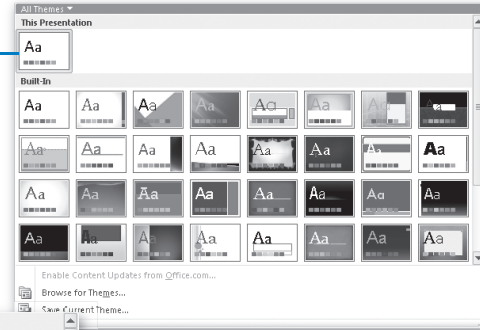 All Themes
This Presentation
Aa
Built-In
Aa Aa Aa Aa Aa Aa Aa Aa
Aa Aa Aa Aa Aa Aa Aa Aa
Aa Aa Aa Aa Aa Aa Aa Aa
Aa Aa Aa Aa Aa Aa Aa Aa
Enable Content Updates from Office.com...
Browse for Themes...
Save Current Theme...